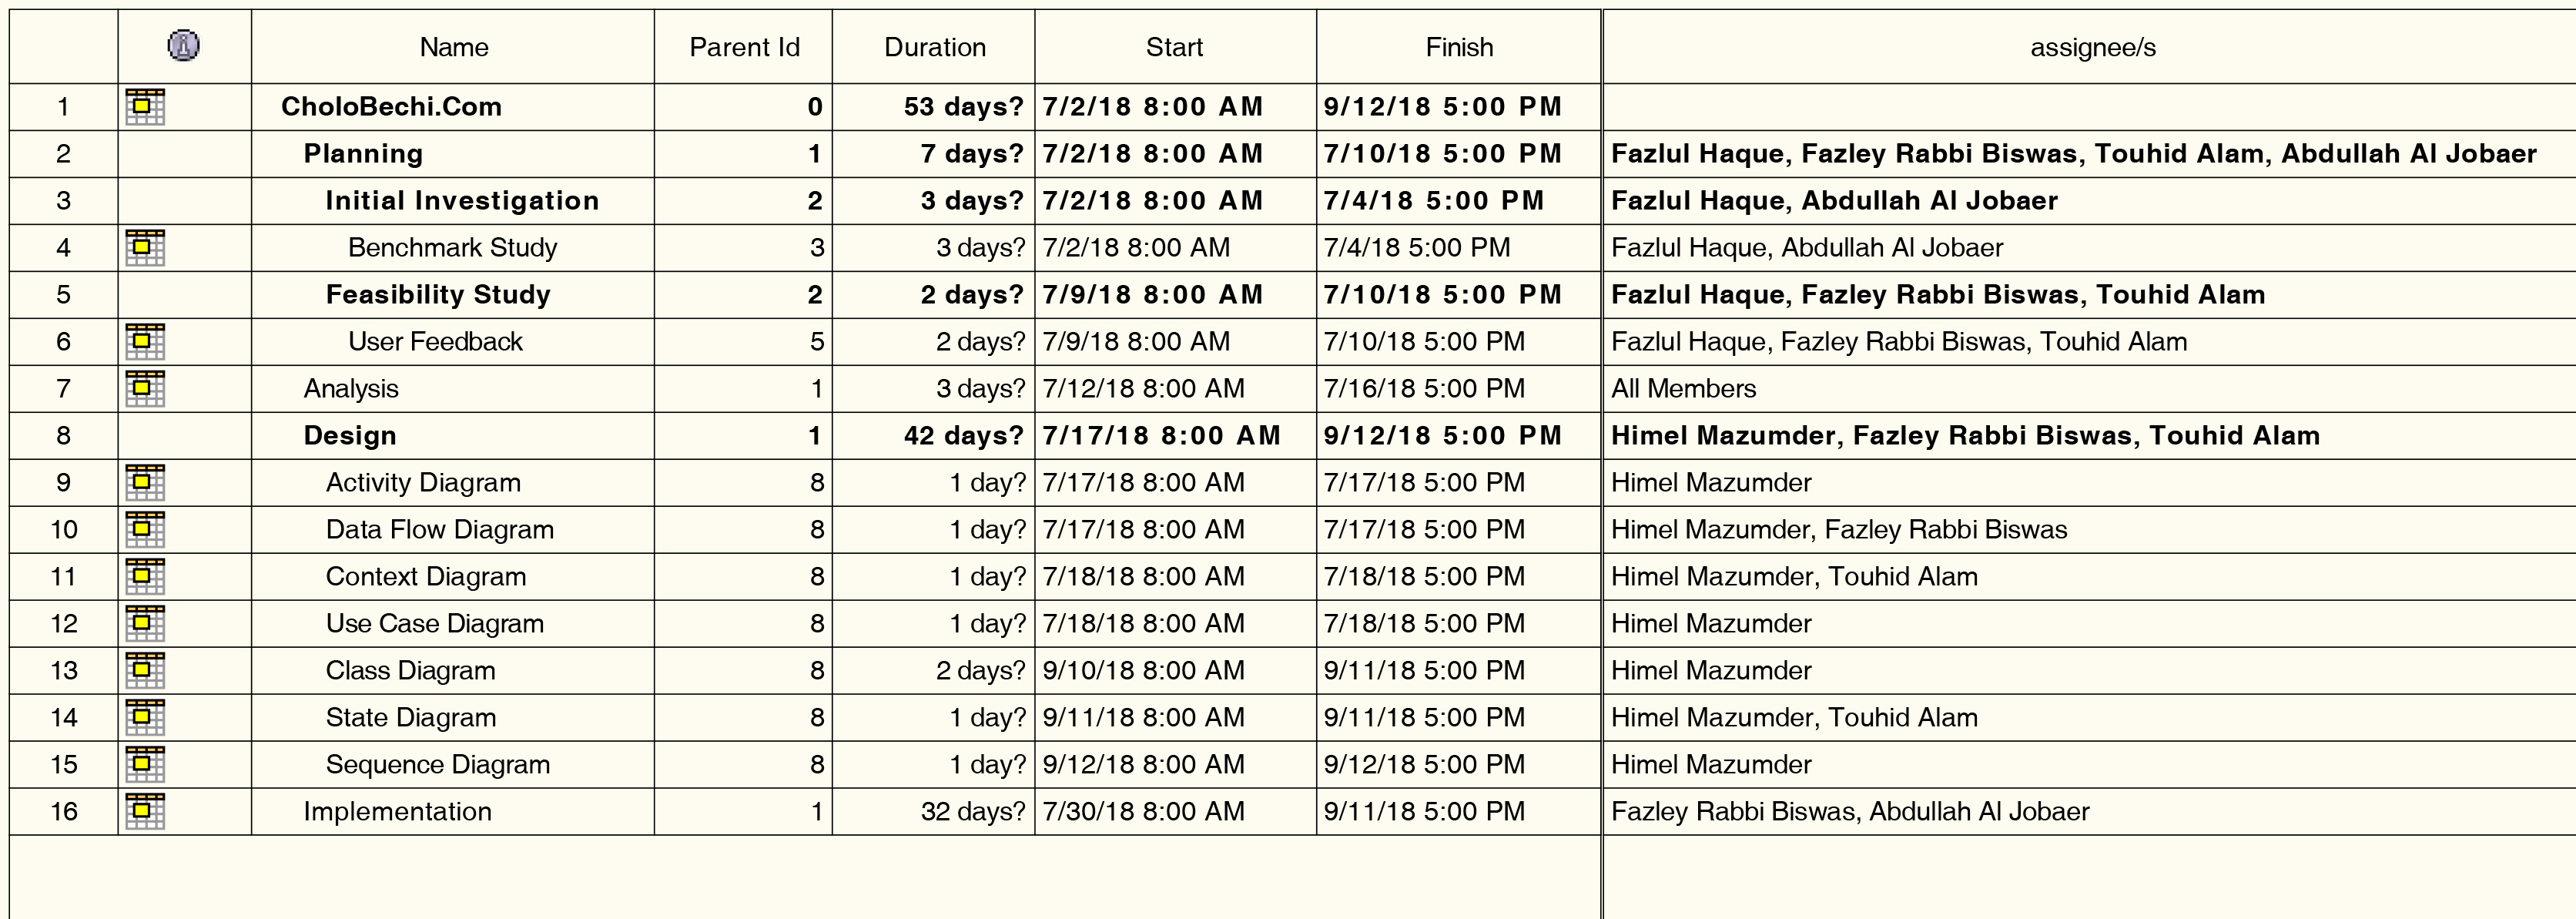 Name Parent Id Duration Start Finish assignee/s
1 CholoBechi.Com 0 53 days? 7/2/18 8:00 AM 9/12/18 5:00 PM
2 Planning 1 7 days? 7/2/18 8:00 AM 7/10/18 5:00 PM Fazlul Haque, Fazley Rabbi Biswas, Touhid Alam, Abdullah Al Jobaer
3 Initial Investigation 2 3 days? 7/2/18 8:00 AM 7/4/18 5:00 PM Fazlul Haque, Abdullah Al Jobaer
4 Benchmark Study 3 3 days? 7/2/18 8:00 AM 7/4/18 5:00 PM Fazlul Haque, Abdullah Al Jobaer
5 Feasibility Study 2 2 days? 7/9/18 8:00 AM 7/10/18 5:00 PM Fazlul Haque, Fazley Rabbi Biswas, Touhid Alam
6 User Feedback 5 2 days? 7/9/18 8:00 AM 7/10/18 5:00 PM Fazlul Haque, Fazley Rabbi Biswas, Touhid Alam
7 Analysis 1 3 days? 7/12/18 8:00 AM 7/16/18 5:00 PM All Members
8 Design 1 42 days? 7/17/18 8:00 AM 9/12/18 5:00 PM Himel Mazumder, Fazley Rabbi Biswas, Touhid Alam
9 Activity Diagram 8 1 day? 7/17/18 8:00 AM 7/17/18 5:00 PM Himel Mazumder
10 Data Flow Diagram 8 1 day? 7/17/18 8:00 AM 7/17/18 5:00 PM Himel Mazumder, Fazley Rabbi Biswas
11 Context Diagram 8 1 day? 7/18/18 8:00 AM 7/18/18 5:00 PM Himel Mazumder, Touhid Alam
12 Use Case Diagram 8 1 day? 7/18/18 8:00 AM 7/18/18 5:00 PM Himel Mazumder
13 Class Diagram 8 2 days? 9/10/18 8:00 AM 9/11/18 5:00 PM Himel Mazumder
14 State Diagram 8 1 day? 9/11/18 8:00 AM 9/11/18 5:00 PM Himel Mazumder, Touhid Alam
15 Sequence Diagram 8 1 day? 9/12/18 8:00 AM 9/12/18 5:00 PM Himel Mazumder
16 Implementation 1 32 days? 7/30/18 8:00 AM 9/11/18 5:00 PM Fazley Rabbi Biswas, Abdullah Al Jobaer